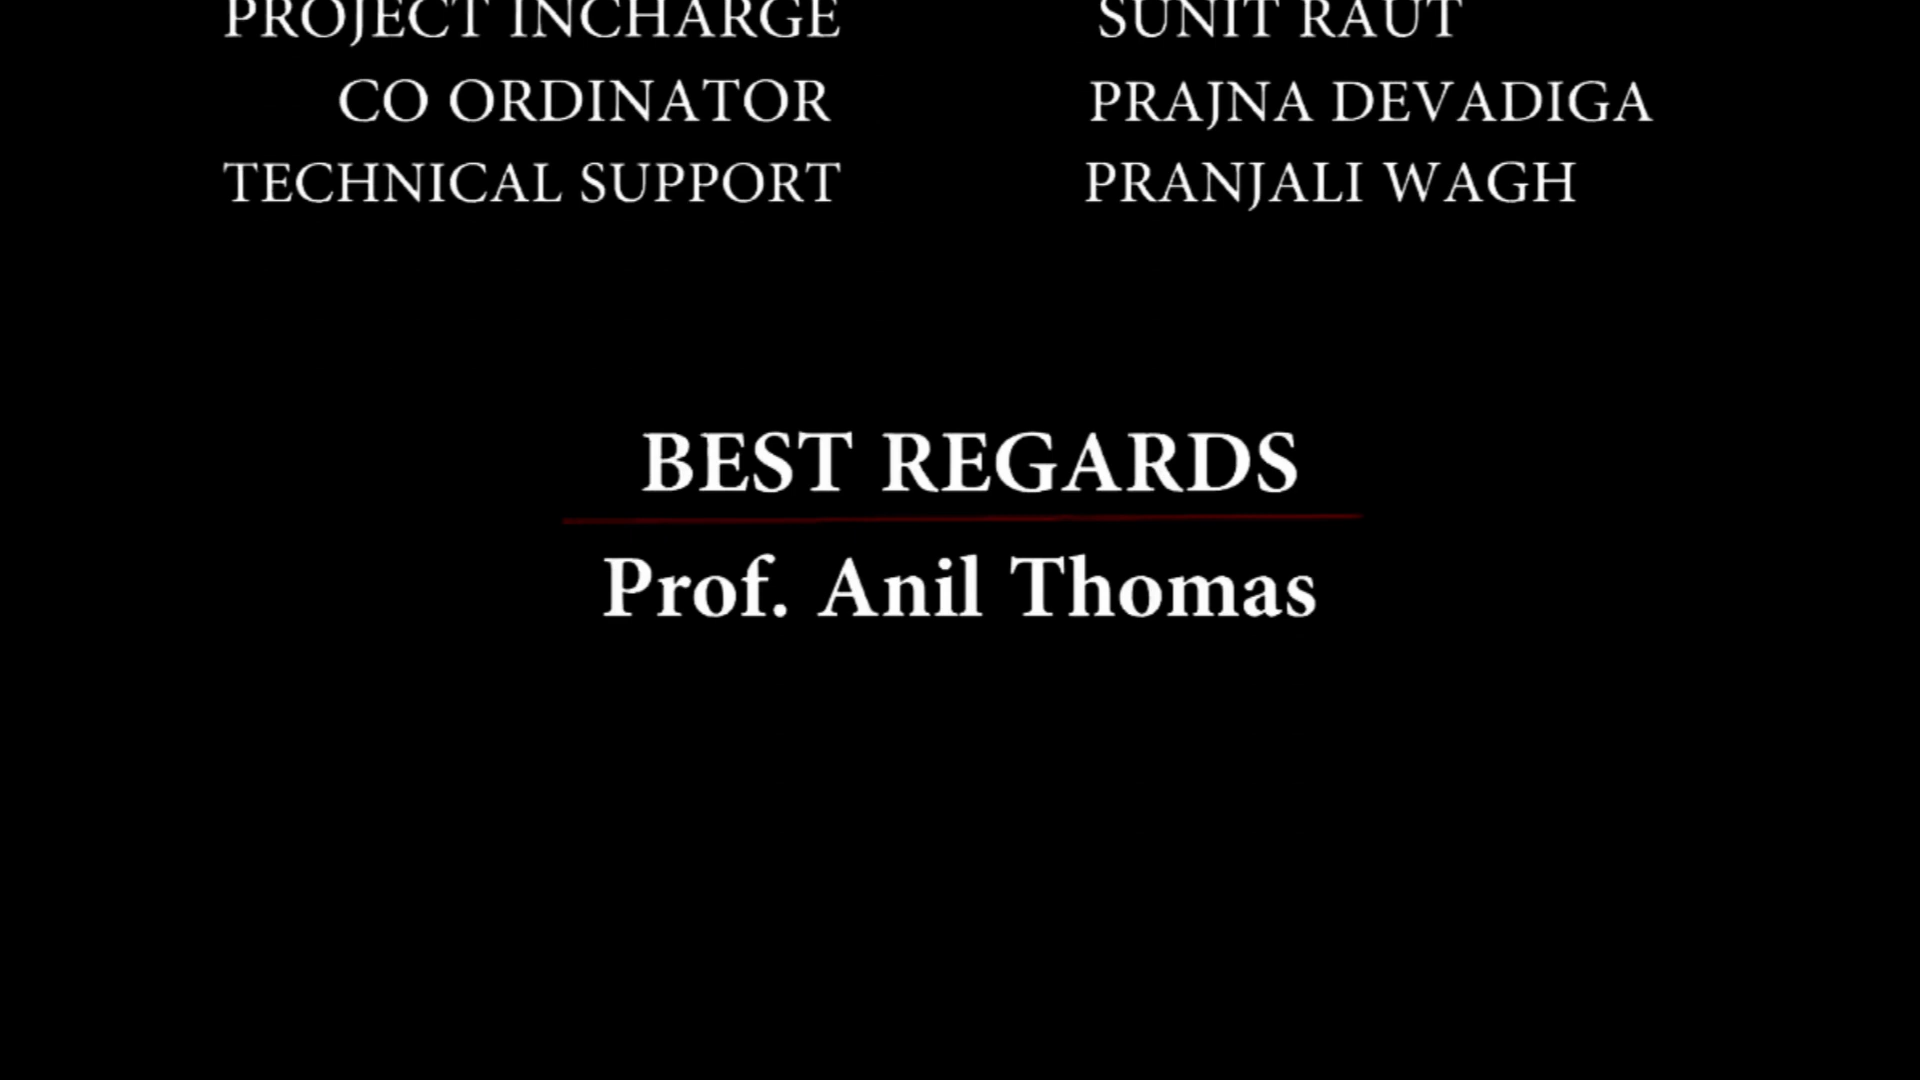 PROJECT INCHARGE SUNIT RAUT
CO ORDINATOR PRAJNA DEVADIGA
TECHNICAL SUPPORT PRANJALI WAGH
BEST REGARDS
Prof. Anil Thomas